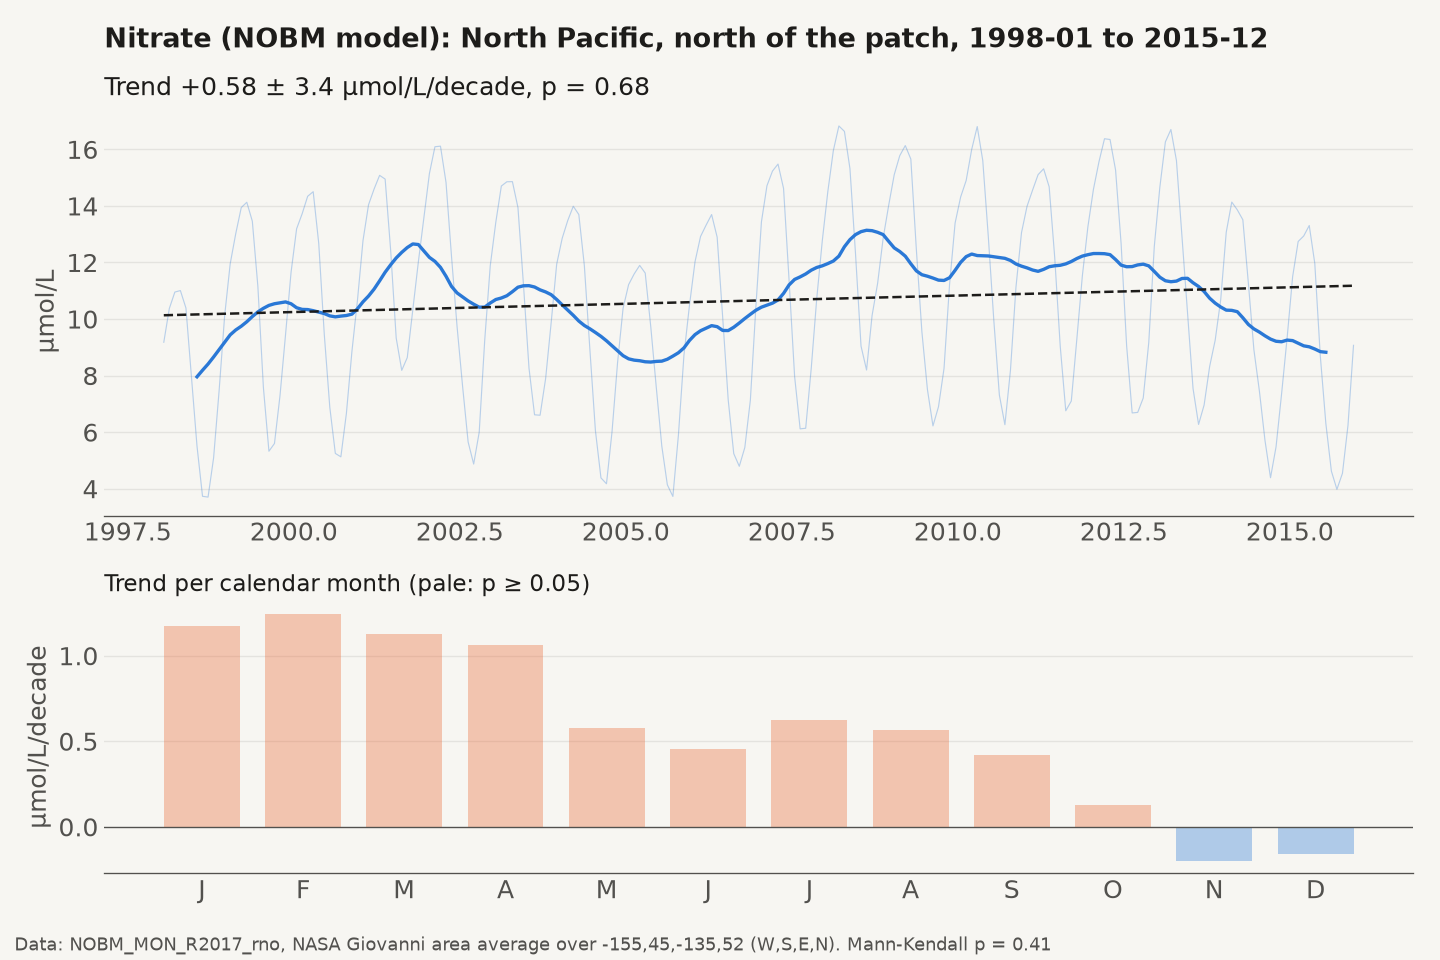 Nitrate (NOBM model): North Pacific, north of the patch, 1998-01 to 2015-12
Trend +0.58 ± 3.4 µmol/L/decade, p = 0.68
µmol/L
16
14
12
10
8
6
4
1997.5 2000.0 2002.5 2005.0 2007.5 2010.0 2012.5 2015.0
Trend per calendar month (pale: p ≥ 0.05)
µmol/L/decade
1.0
0.5
0.0
J F M A M J J A S O N D
Data: NOBM_MON_R2017_rno, NASA Giovanni area average over -155,45,-135,52 (W,S,E,N). Mann-Kendall p = 0.41